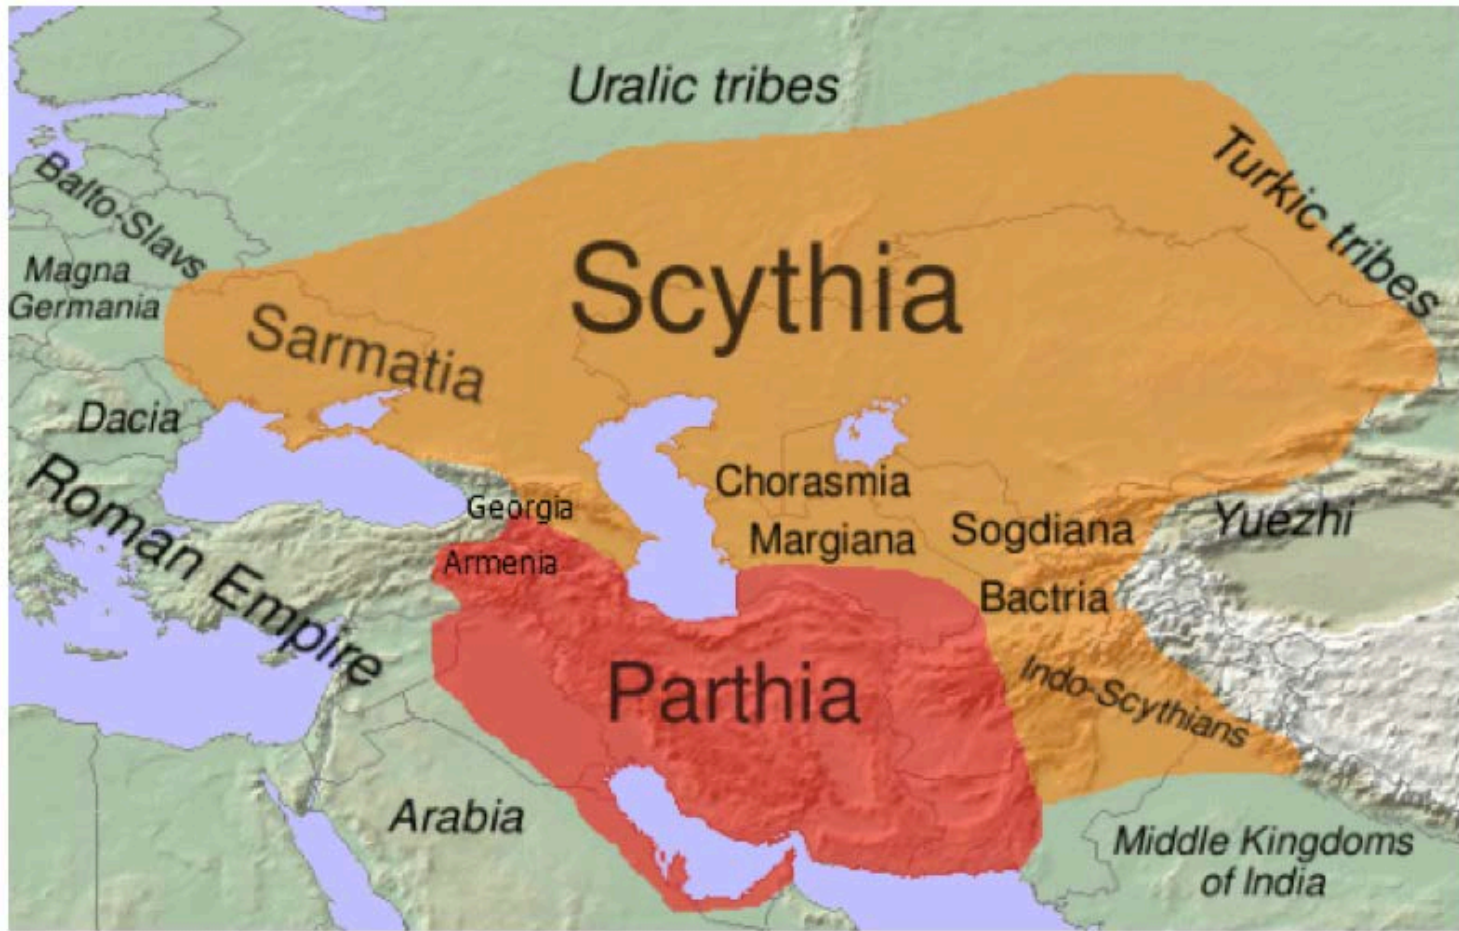 Uralic tribes
Turkic tribes
Balto-Slavs
Magna
Germania
Scythia
Sarmatia
Dacia
Roman Empire
Chorasmia
Georgia
Margiana
Sogdiana
Yuezhi
Armenia
Bactria
Parthia
Indo-Scythians
Arabia
Middle Kingdoms
of India